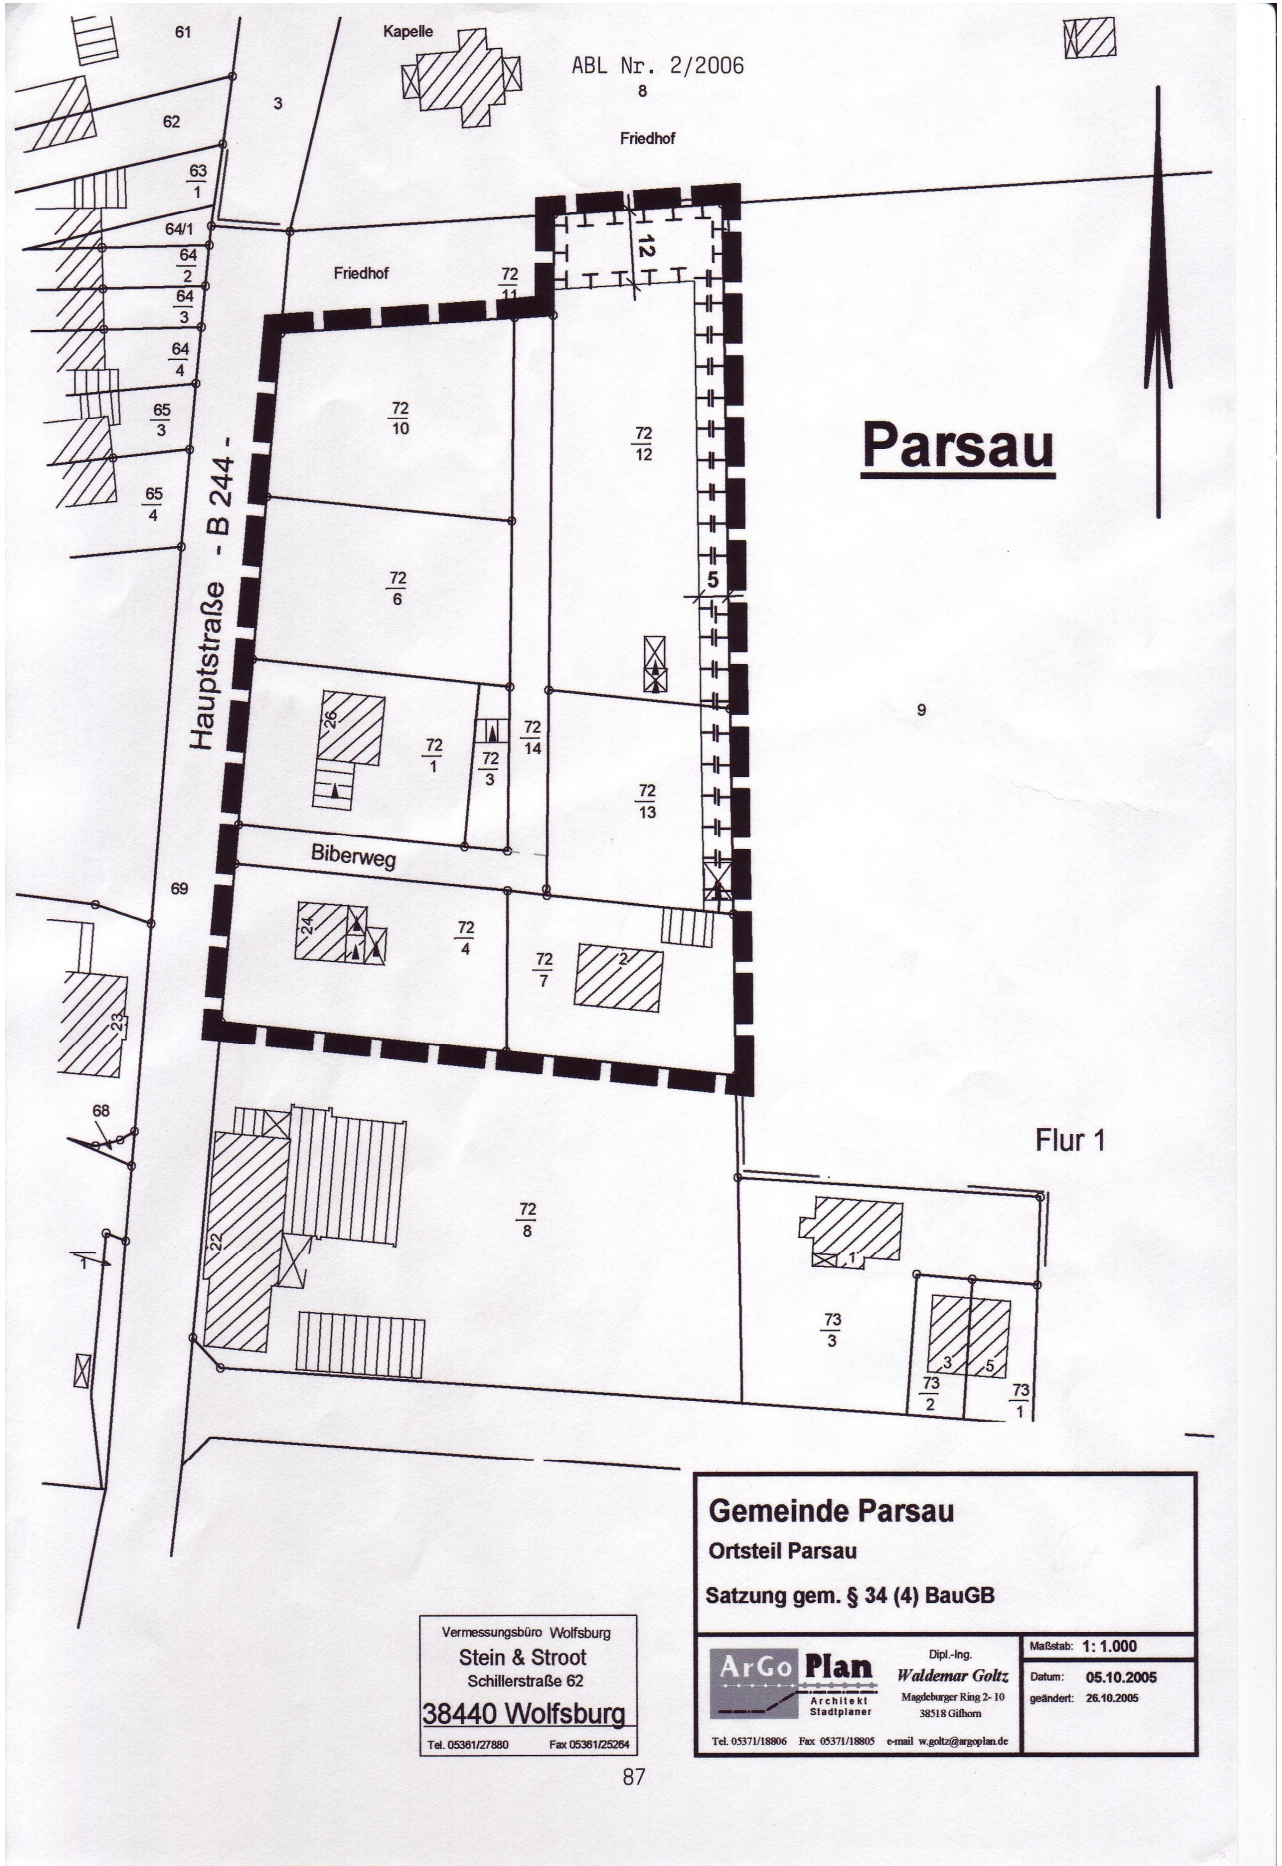 61
Kapelle
ABL Nr. 2/2006
8
3
62
Friedhof
63
1
64/1
64
2
12
Friedhof
72
11
64
3
64
4
65
3
72
10
72
12
Parsau
65
4
Hauptstraße - B 244 -
72
6
5
26
72
1
72
3
72
14
9
72
13
Biberweg
69
24
72
4
72
7
2
23
68
Flur 1
72
8
22
1
1
73
3
3
5
73
2
73
1
Gemeinde Parsau
Ortsteil Parsau
Satzung gem. § 34 (4) BauGB
Vermessungsbüro Wolfsburg
Stein & Stroot
Schillerstraße 62
38440 Wolfsburg
Tel. 05361/27880 Fax 05361/25264
ArGo Plan
Architekt
Stadtplaner
Dipl.-Ing.
Waldemar Goltz
Magdeburger Ring 2- 10
38518 Gifhorn
Tel. 05371/18806 Fax 05371/18805 e-mail w.goltz@argoplan.de
Maßstab: 1: 1.000
Datum: 05.10.2005
geändert: 26.10.2005
87